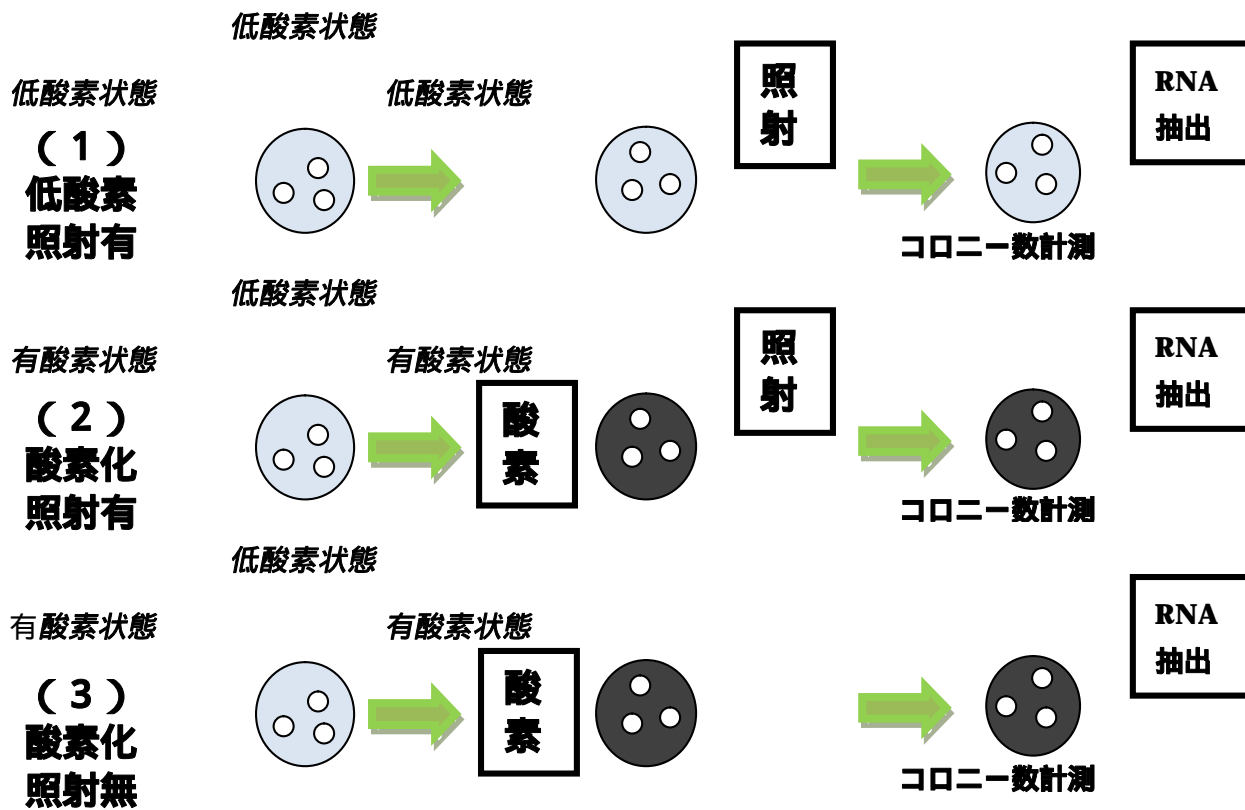 低酸素状態
低酸素状態
低酸素状態
照
射
RNA
抽出
(1)
低酸素
照射有
コロニー数計測
低酸素状態
有酸素状態
有酸素状態
照
射
RNA
抽出
(2)
酸素化
照射有
酸
素
コロニー数計測
低酸素状態
有酸素状態
有酸素状態
RNA
抽出
(3)
酸素化
照射無
酸
素
コロニー数計測